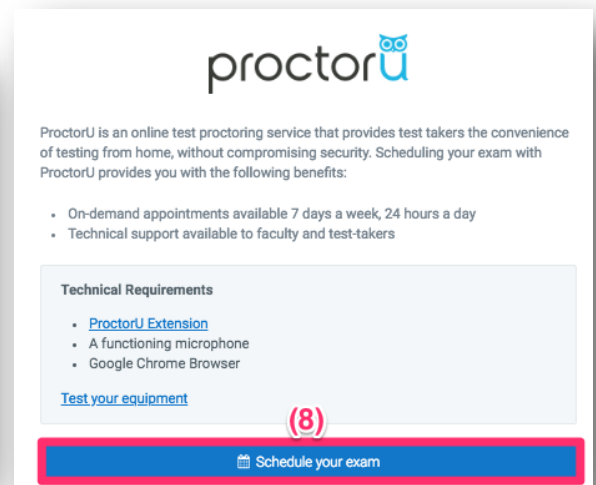 proctorü
ProctorU is an online test proctoring service that provides test takers the convenience
of testing from home, without compromising security. Scheduling your exam with
ProctorU provides you with the following benefits:
• On-demand appointments available 7 days a week, 24 hours a day
• Technical support available to faculty and test-takers
Technical Requirements
• ProctorU Extension
• A functioning microphone
• Google Chrome Browser
Test your equipment
(8)
Schedule your exam